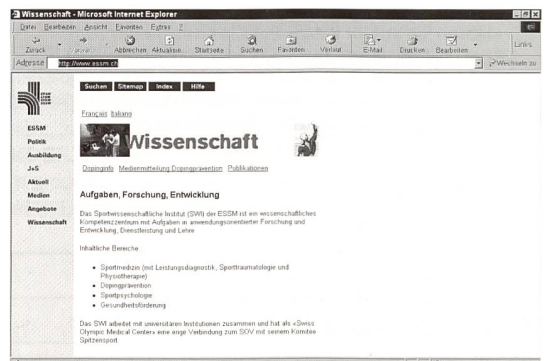 Wissenschaft - Microsoft Internet Explorer
Datei Bearbeiten Ansicht Favoriten Extras ?
Zurück Vorwärts Abbrechen Aktualisie... Startseite Suchen Favoriten Verlauf E-Mail Drucken Bearbeiten Links
Adresse http://www.essm.ch Wechseln zu
Suchen Sitemap Index Hilfe
ESSM
Politik
Ausbildung
J+S
Aktuell
Medien
Angebote
Wissenschaft
Français Italiano
Wissenschaft
Dopinginfo Medienmitteilung Dopingprävention Publikationen
Aufgaben, Forschung, Entwicklung
Das Sportwissenschaftliche Institut (SWI) der ESSM ist ein wissenschaftliches
Kompetenzzentrum mit Aufgaben in anwendungsorientierter Forschung und
Entwicklung, Dienstleistung und Lehre
Inhaltliche Bereiche
• Sportmedizin (mit Leistungsdiagnostik, Sporttraumatologie und
Physiotherapie)
• Dopingprävention
• Sportpsychologie
• Gesundheitsförderung
Das SWI arbeitet mit universitären Institutionen zusammen und hat als «Swiss
Olympic Medical Center» eine enge Verbindung zum SOV mit seinem Komitee
Spitzensport